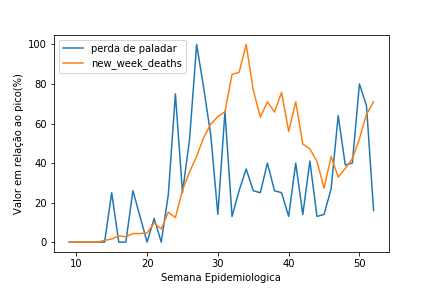 perda de paladar
new_week_deaths
Valor em relação ao pico(%)
100
80
60
40
20
0
10
20
30
40
50
Semana Epidemiologica